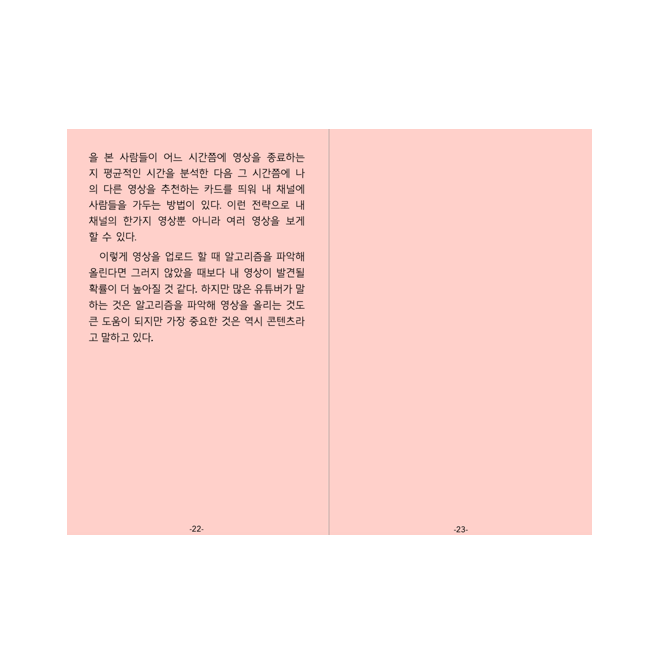 을 본 사람들이 어느 시간쯤에 영상을 종료하는
지 평균적인 시간을 분석한 다음 그 시간쯤에 나
의 다른 영상을 추천하는 카드를 띄워 내 채널에
사람들을 가두는 방법이 있다. 이런 전략으로 내
채널의 한가지 영상뿐 아니라 여러 영상을 보게
할 수 있다.
이렇게 영상을 업로드 할 때 알고리즘을 파악해
올린다면 그러지 않았을 때보다 내 영상이 발견될
확률이 더 높아질 것 같다. 하지만 많은 유튜버가 말
하는 것은 알고리즘을 파악해 영상을 올리는 것도
큰 도움이 되지만 가장 중요한 것은 역시 콘텐츠라
고 말하고 있다.
-22-
-23-